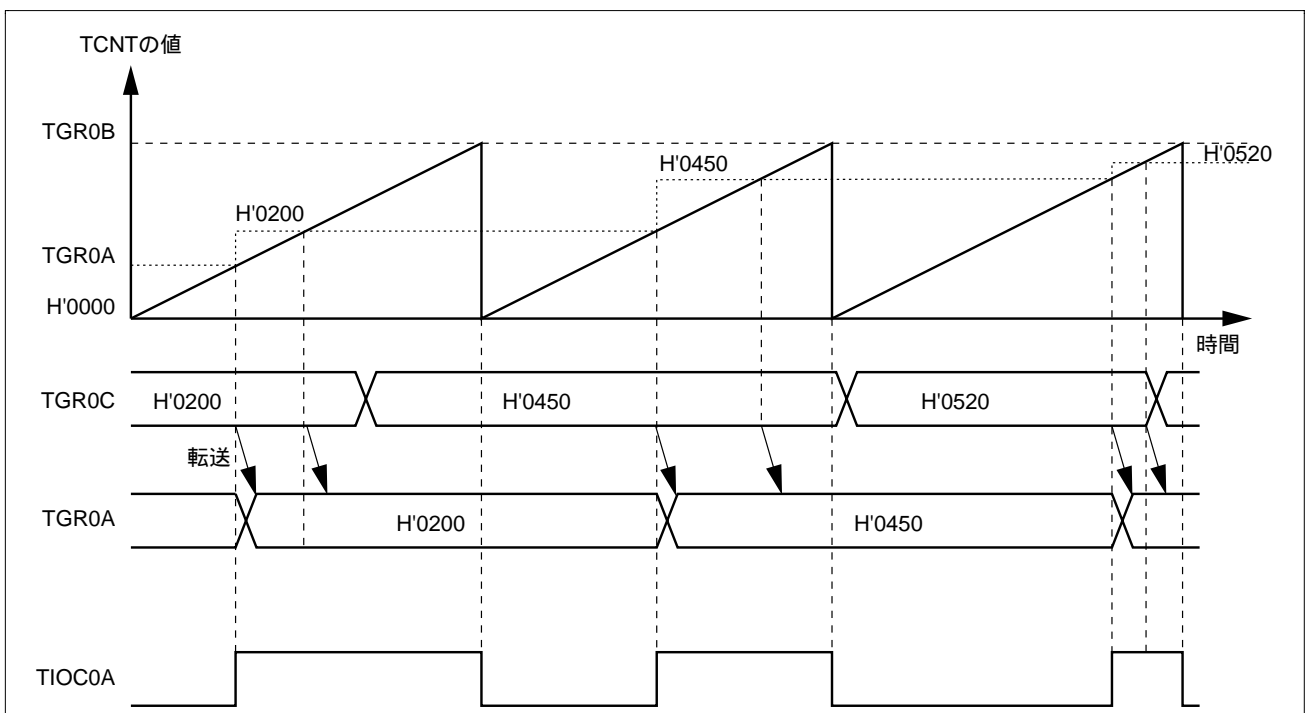 TCNTの値
TGR0B
H'0520
H'0450
H'0200
TGR0A
H'0000
時間
TGR0C
H'0200
H'0450
H'0520
転送
TGR0A
H'0200
H'0450
TIOC0A